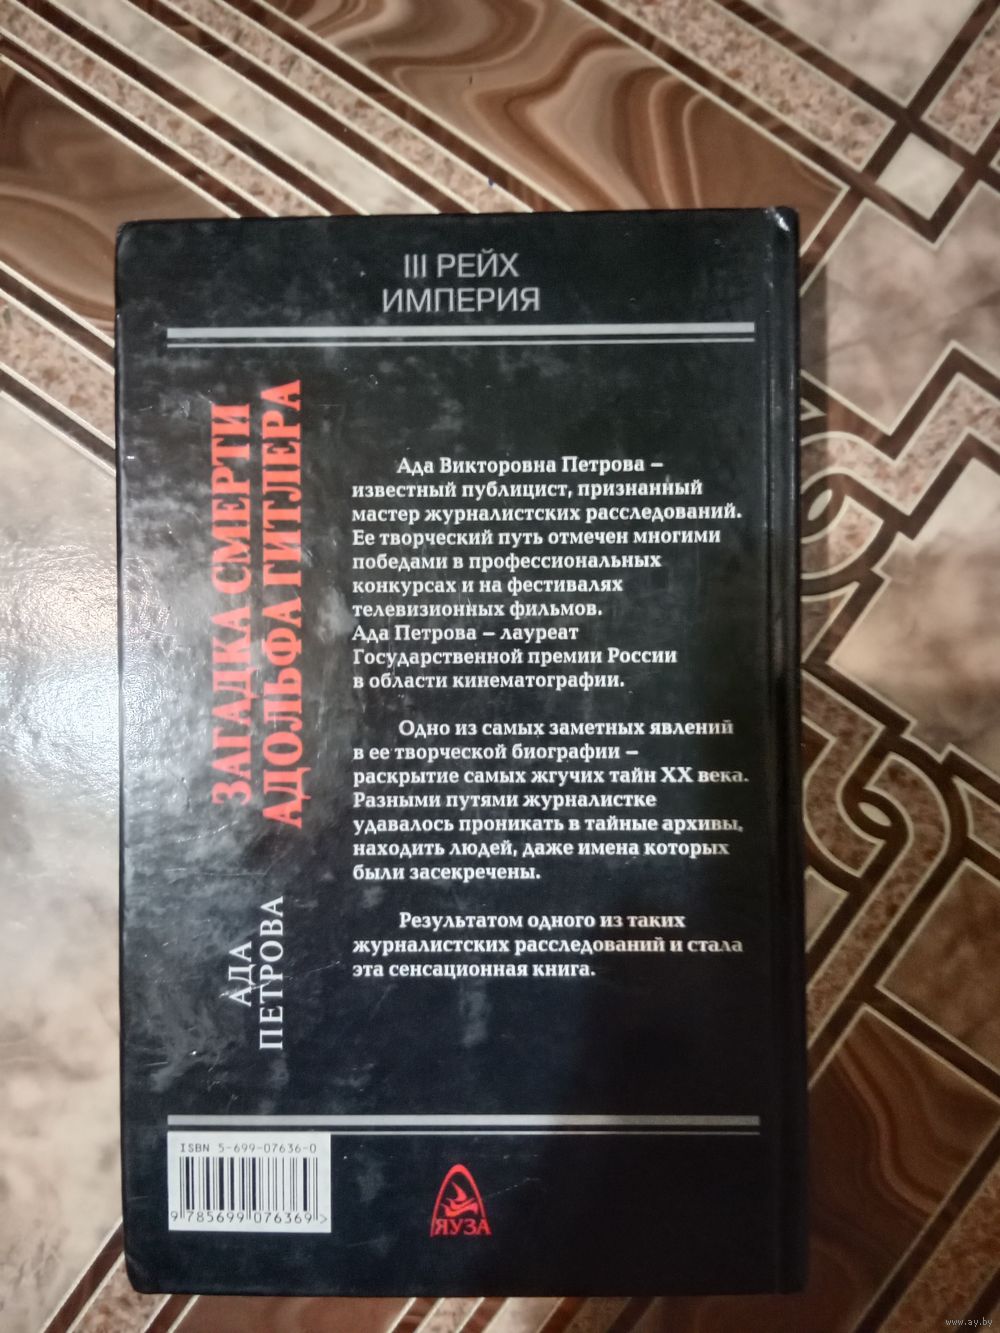 III РЕЙХ
ИМПЕРИЯ
АДА
ПЕТРОВА
ЗАГАДКА СМЕРТИ
АДОЛЬФА ГИТЛЕРА
Ада Викторовна Петрова –
известный публицист, признанный
мастер журналистских расследований.
Ее творческий путь отмечен многими
победами в профессиональных
конкурсах и на фестивалях
телевизионных фильмов.
Ада Петрова – лауреат
Государственной премии России
в области кинематографии.
Одно из самых заметных явлений
в ее творческой биографии –
раскрытие самых жгучих тайн XX века.
Разными путями журналистке
удавалось проникать в тайные архивы,
находить людей, даже имена которых
были засекречены.
Результатом одного из таких
журналистских расследований и стала
эта сенсационная книга.
ISBN 5-699-07636-0
9 785699 076369 >
ЯУЗА
www.ay.by